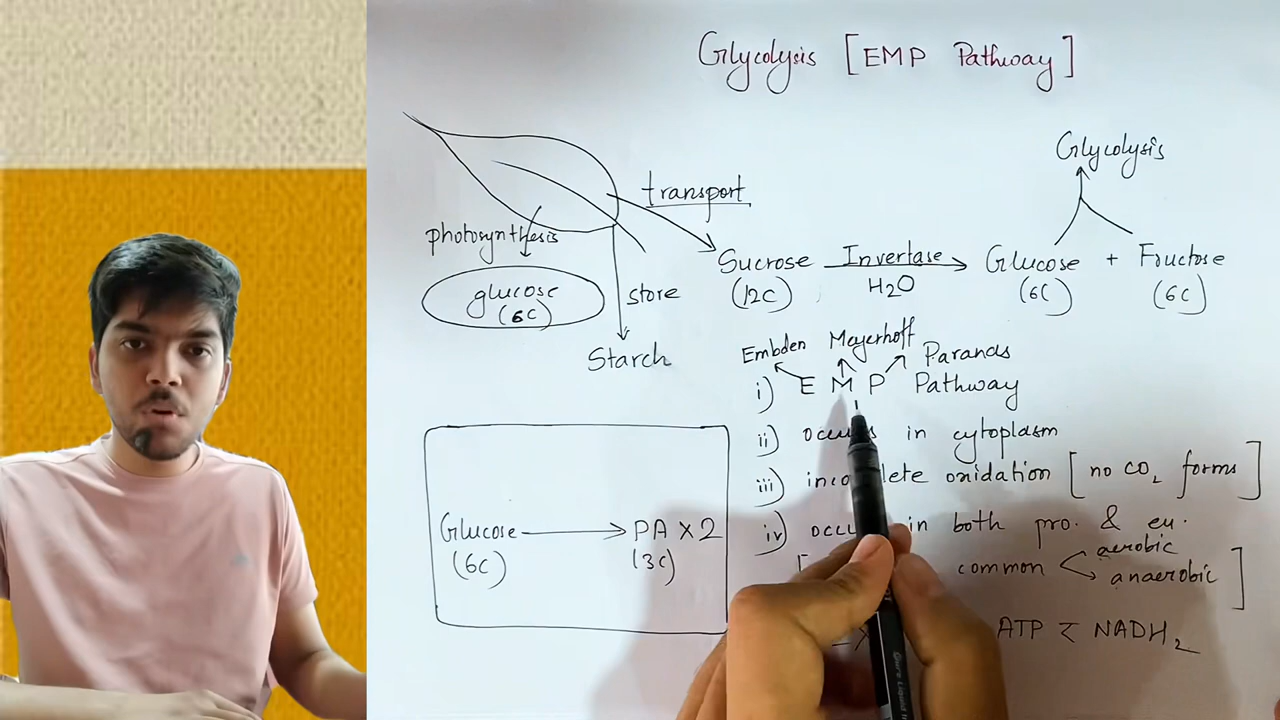 Glycolysis [EMP Pathway]
Glycolysis
transport
photosynthesis
Sucrose
(12C)
Invertase
H2O
Glucose + Fructose
(6C) (6C)
glucose
(6C)
store
Starch
Embden Meyerhoff Paranas
i) E M P Pathway
ii) occurs in cytoplasm
iii) incomplete oxidation [no CO2 forms]
iv) occurs in both pro. & eu.
[ common aerobic
anaerobic ]
ATP NADH2
Glucose PA X 2
(6C) (3C)